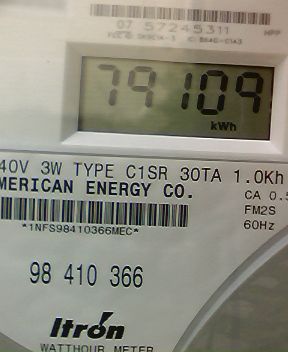 07 57245311
79109
kWh
40V 3W TYPE C1SR 30TA 1.0Kh
MERICAN ENERGY CO.
CA 0.5
FM2S
60Hz
*1NFS98410366MEC*
98 410 366
Itron
WATTHOUR METER